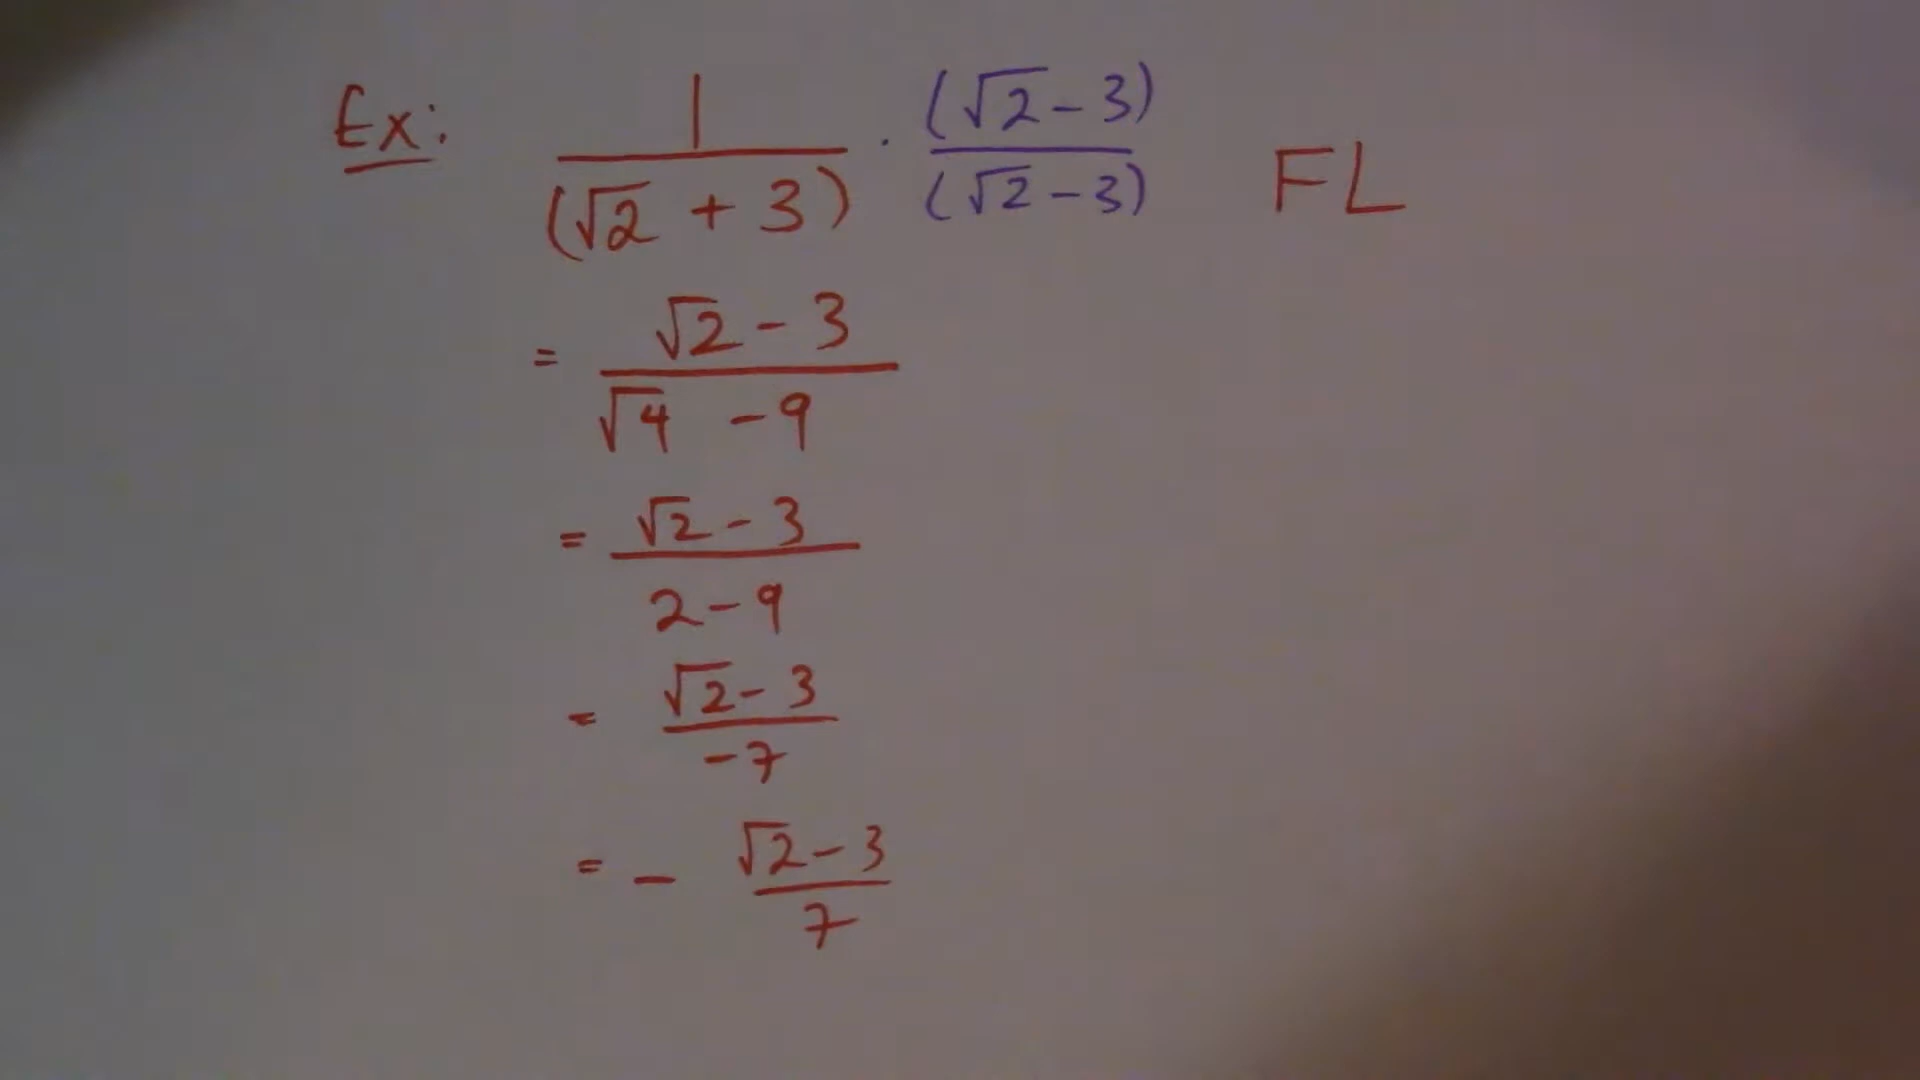 Ex: 1/(√2 + 3) · (√2 - 3)/(√2 - 3) FL
= (√2 - 3)/(√4 - 9)
= (√2 - 3)/(2 - 9)
= (√2 - 3)/(-7)
= - (√2 - 3)/7